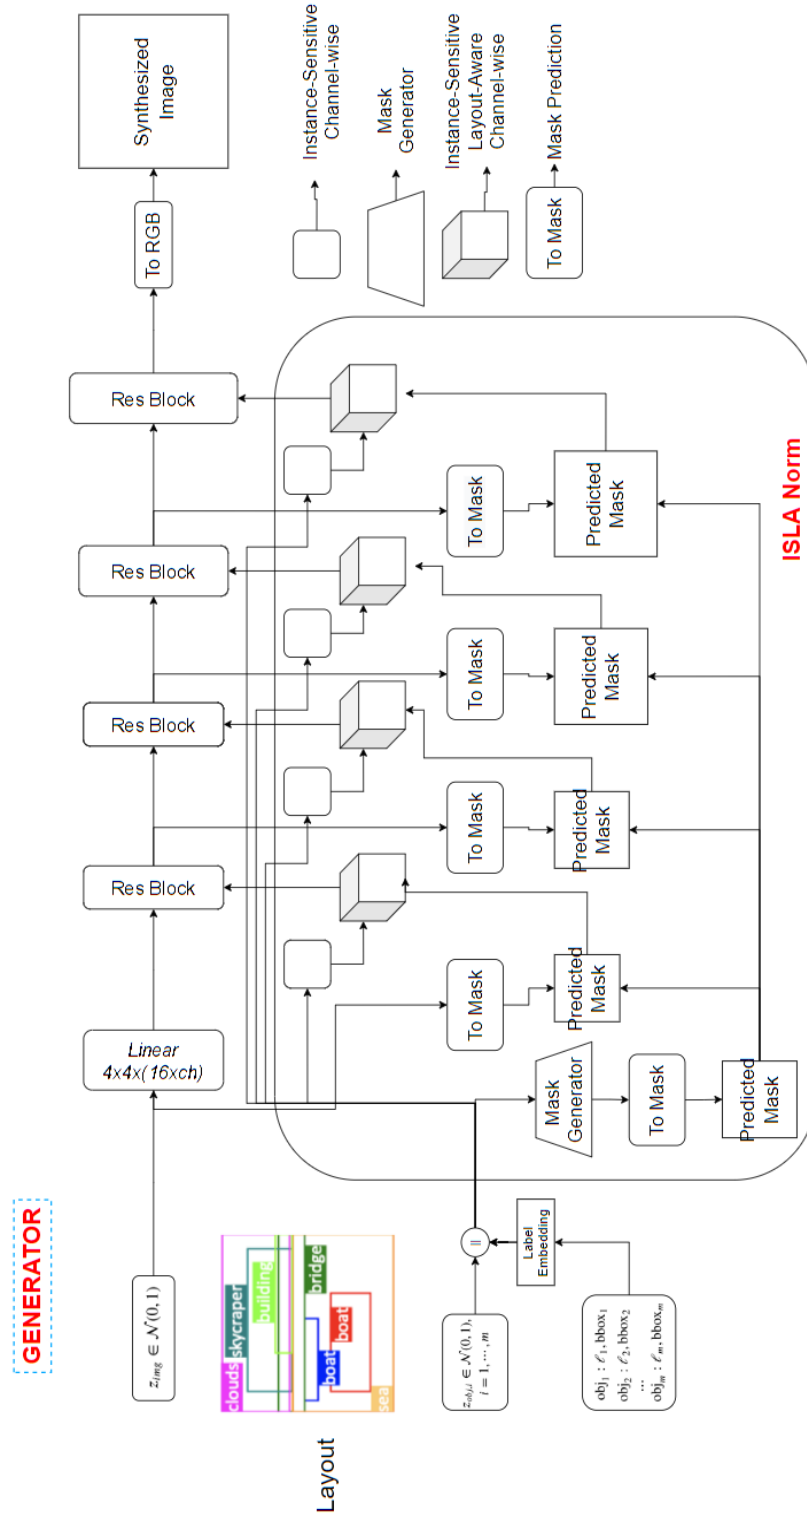 GENERATOR
z_img ∈ 𝒩(0,1)
Linear
4x4x(16xch)
Res Block
Res Block
Res Block
Res Block
To RGB
Synthesized
Image
Layout
clouds
skycraper
building
bridge
boat
boat
sea
z_obj,i ∈ 𝒩(0,1),
i = 1, ⋯, m
||
Label
Embedding
obj₁ : ℓ₁, bbox₁
obj₂ : ℓ₂, bbox₂
...
objₘ : ℓₘ, bboxₘ
Mask
Generator
To Mask
Predicted
Mask
To Mask
To Mask
To Mask
To Mask
Predicted
Mask
Predicted
Mask
Predicted
Mask
Predicted
Mask
ISLA Norm
Instance-Sensitive
Channel-wise
Mask
Generator
Instance-Sensitive
Layout-Aware
Channel-wise
To Mask
Mask Prediction